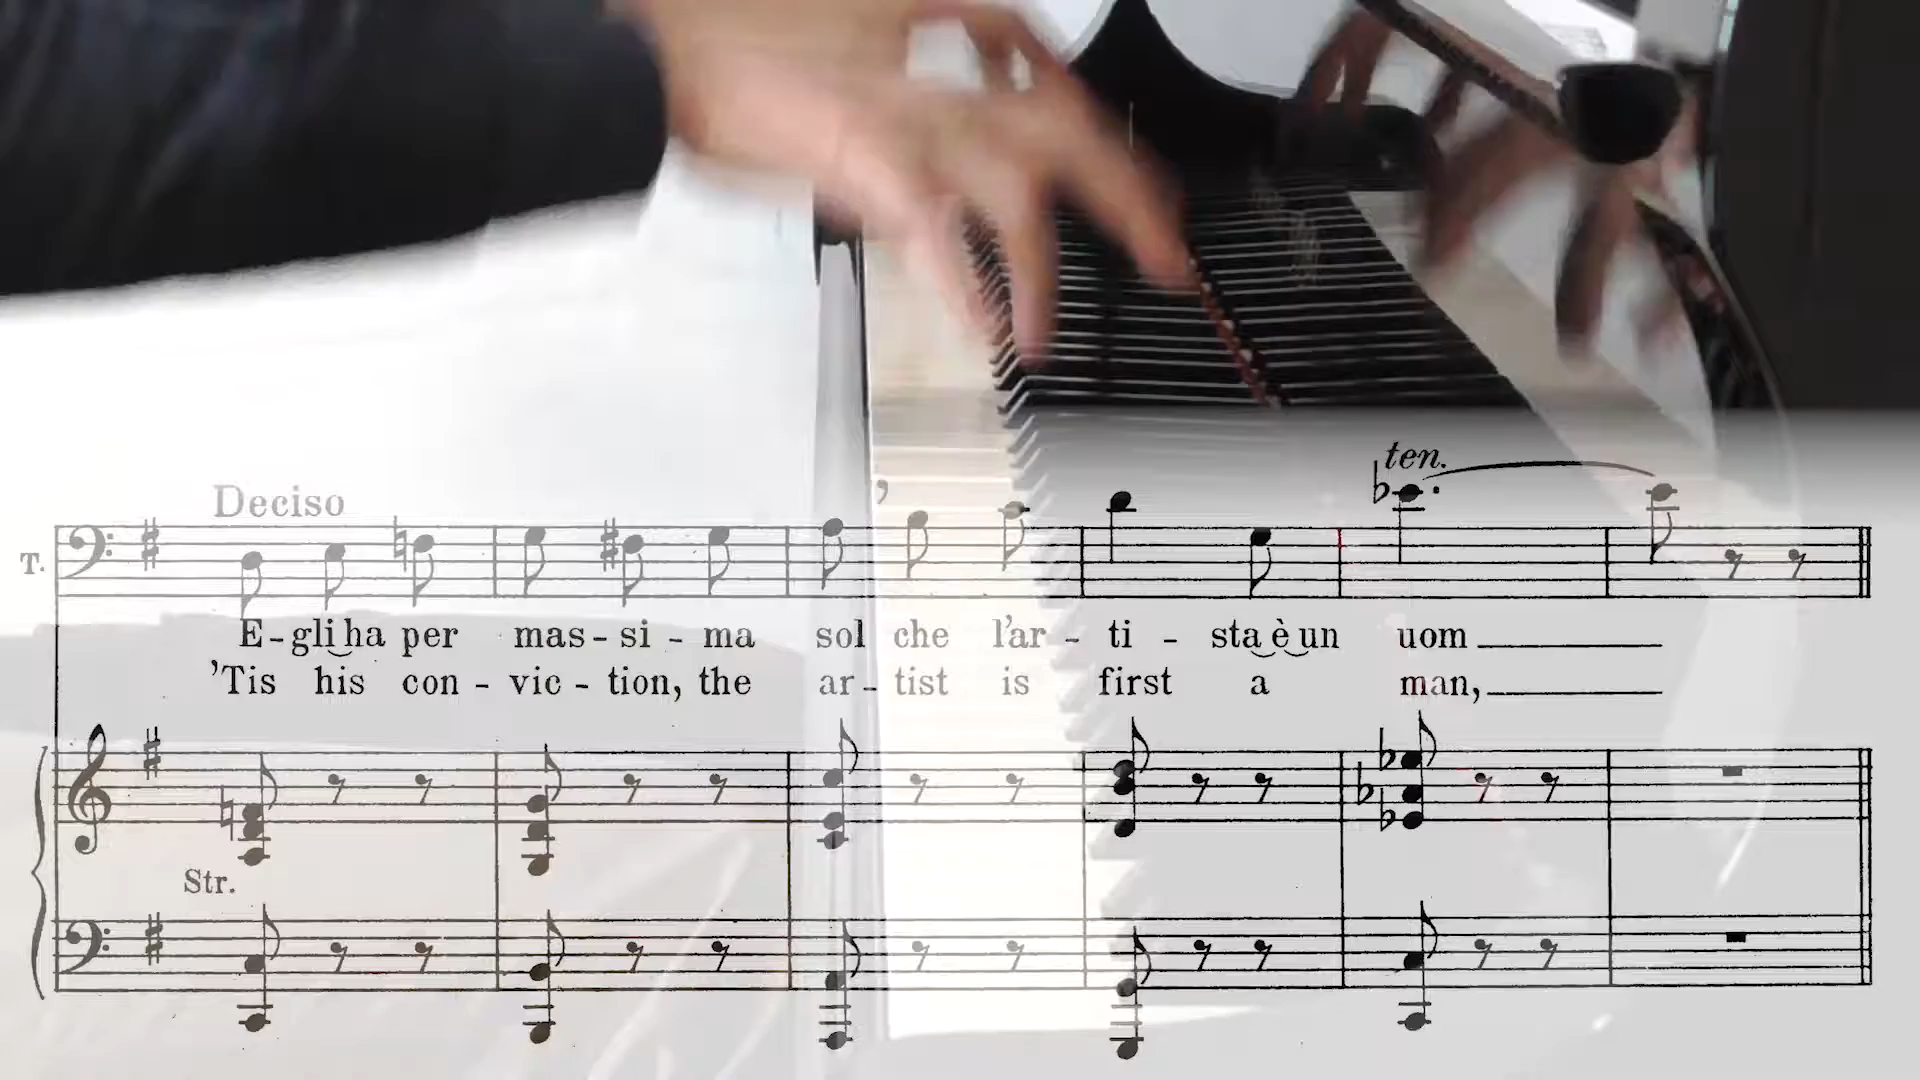 ten.
Deciso
T.
E-gli ha per mas-si-ma sol che l'ar-ti-sta è un uom
'Tis his con-vic-tion, the ar-tist is first a man,
Str.